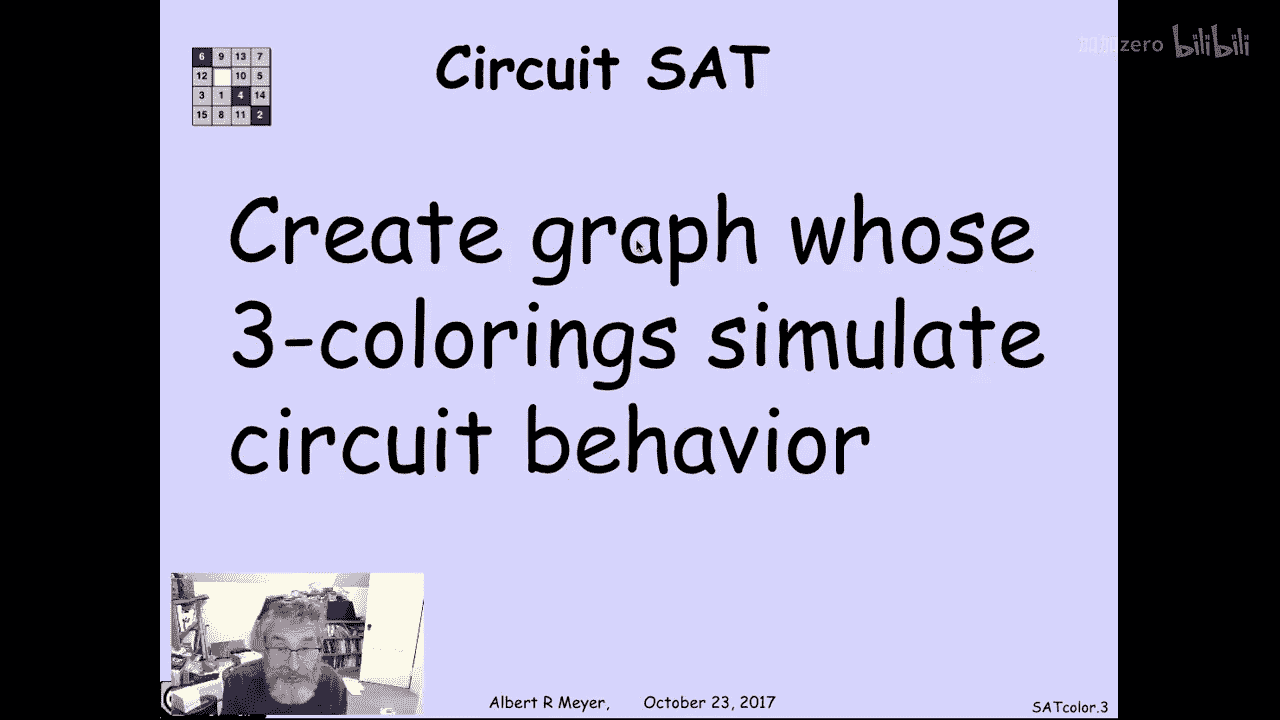 zero bilibili
Circuit SAT
6 9 13 7
12 10 5
3 1 4 14
15 8 11 2
Create graph whose
3-colorings simulate
circuit behavior
Albert R Meyer, October 23, 2017
SATcolor.3